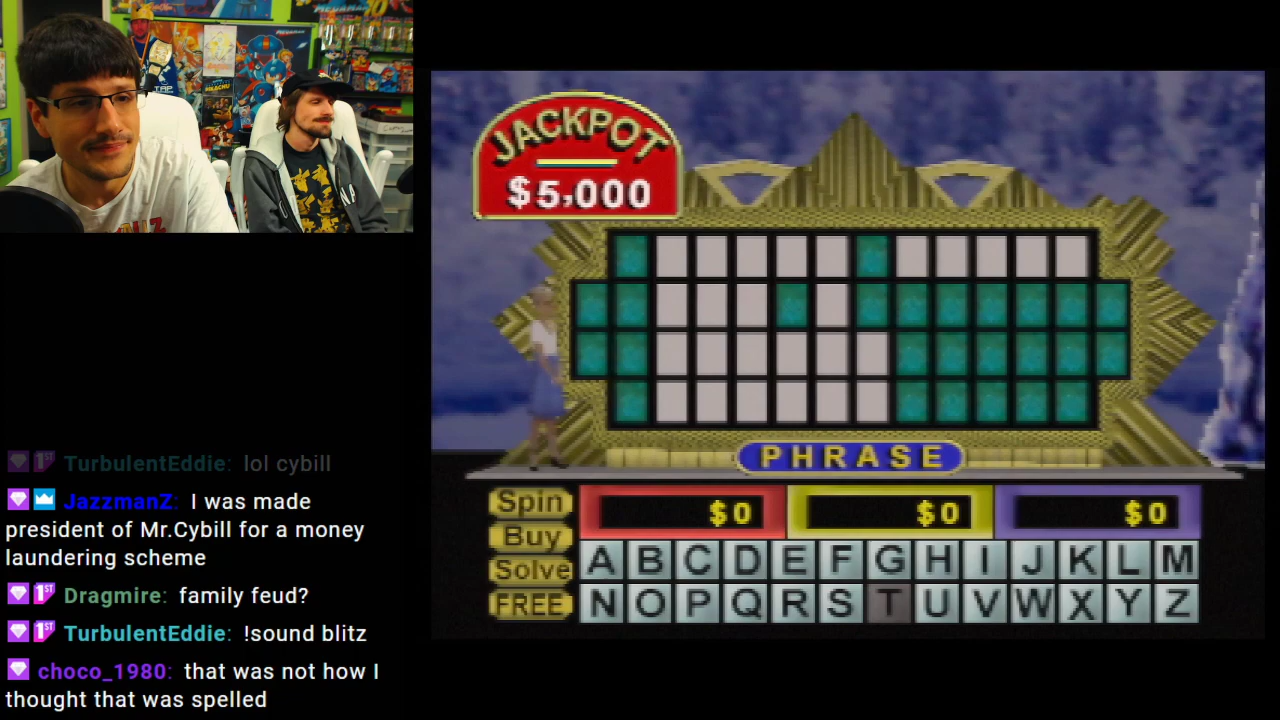 JACKPOT
$5,000
PHRASE
Spin
Buy
Solve
FREE
$0
$0
$0
A B C D E F G H I J K L M
N O P Q R S T U V W X Y Z
TurbulentEddie: lol cybill
JazzmanZ: I was made
president of Mr.Cybill for a money
laundering scheme
Dragmire: family feud?
TurbulentEddie: !sound blitz
choco_1980: that was not how I
thought that was spelled